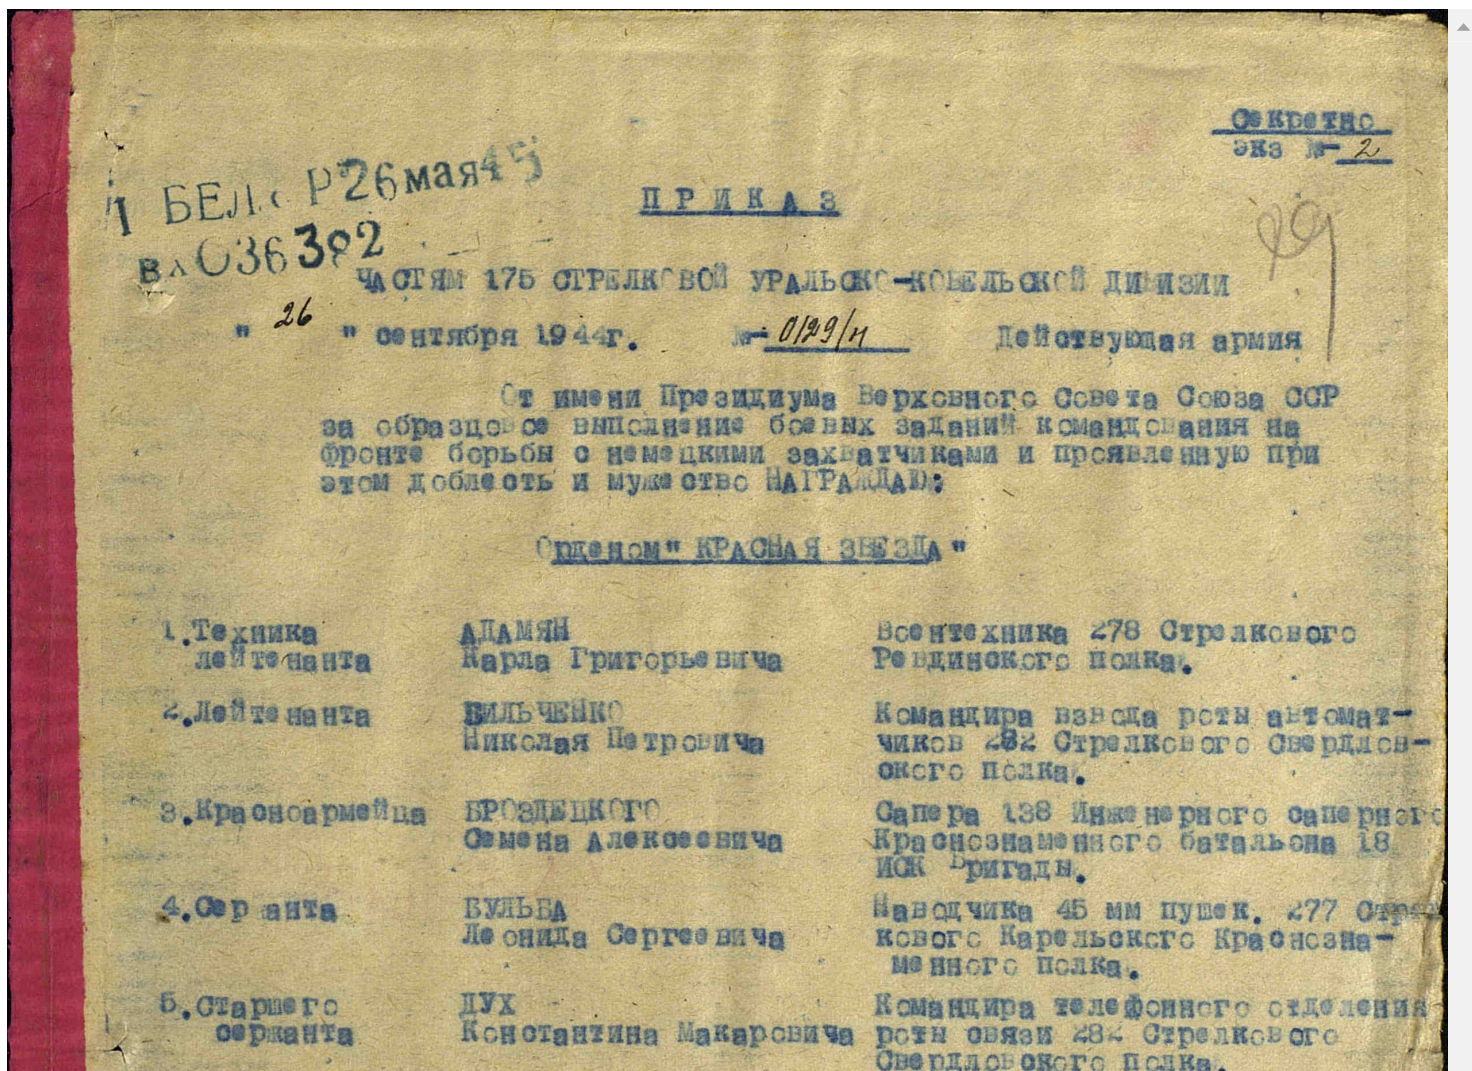 Секретно
Экз № 2
1 БЕЛ. Р 26 мая 45
вх 036382
ПРИКАЗ
ЧАСТЯМ 175 СТРЕЛКОВОЙ УРАЛЬСКО-КОВЕЛЬСКОЙ ДИВИЗИИ
" 26 " сентября 1944г. № 0129/н Действующая армия
От имени Президиума Верховного Совета Союза ССР
за образцовое выполнение боевых заданий командования на
фронте борьбы с немецкими захватчиками и проявленную при
этом доблесть и мужество НАГРАЖДАЮ:
Орденом" КРАСНАЯ ЗВЕЗДА"
1.Техника АДАМЯН Военtехника 278 Стрелкового
лейтенанта Карла Григорьевича Ревдинского полка.
2.Лейтенанта БИЛЬЧЕНКО Командира взвода роты автомат-
Николая Петровича чиков 282 Стрелкового Свердлов-
ского полка.
3.Красноармейца БРОЗДЕЦКОГО Сапера 138 Инженерного саперного
Семена Алексеевича Краснознаменного батальона 18
ИСК Бригады.
4.Сержанта БУЛЬБА Наводчика 45 мм пушек. 277 Стрел
Леонида Сергеевича кового Карельского Краснозна-
менного полка.
5.Старшего ДУХ Командира телефонного отделения
сержанта Константина Макаровича роты связи 282 Стрелкового
Свердловского полка.